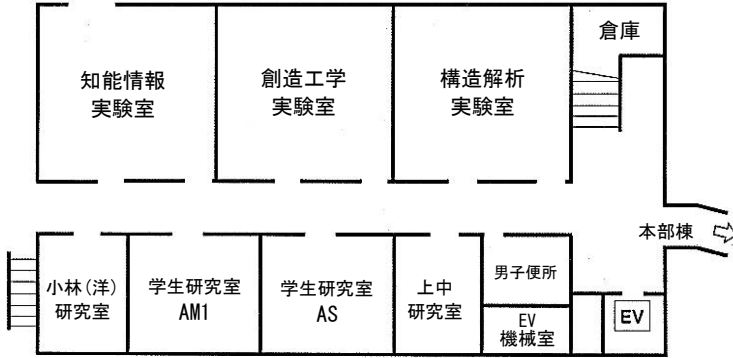 倉庫
知能情報
実験室
創造工学
実験室
構造解析
実験室
本部棟
小林(洋)
研究室
学生研究室
AM1
学生研究室
AS
上中
研究室
男子便所
EV
機械室
EV